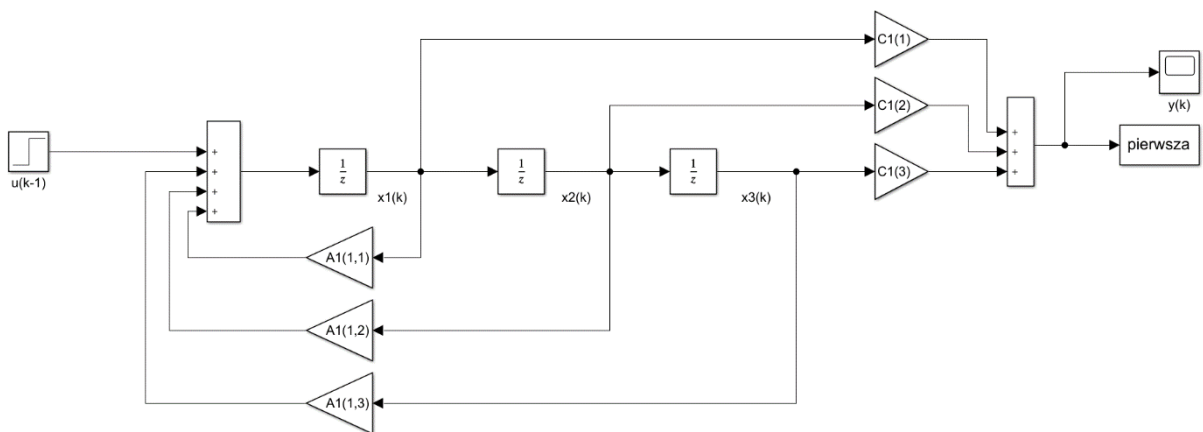 C1(1)
C1(2)
y(k)
u(k-1)
+
+
+
+
1
z
x1(k)
1
z
x2(k)
1
z
x3(k)
C1(3)
+
+
+
pierwsza
A1(1,1)
A1(1,2)
A1(1,3)